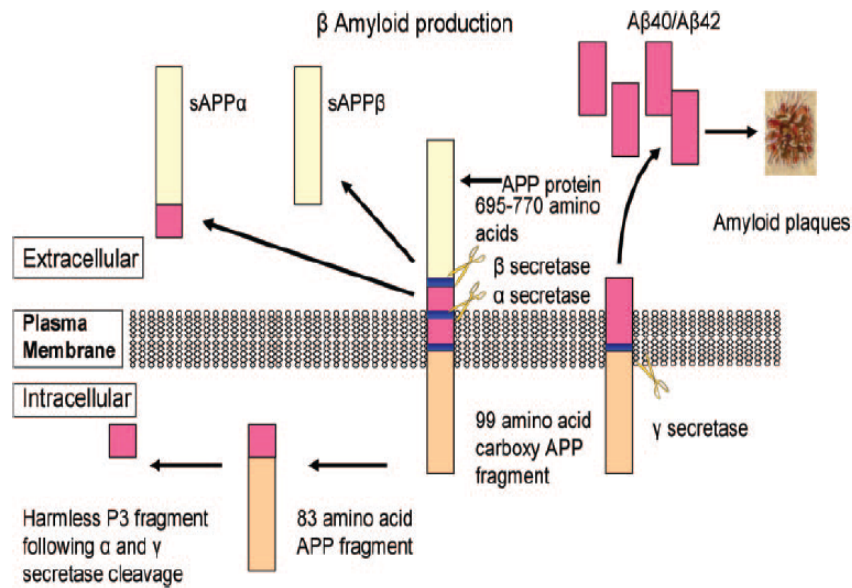 β Amyloid production
Aβ40/Aβ42
sAPPα
sAPPβ
APP protein
695-770 amino
acids
Amyloid plaques
Extracellular
β secretase
α secretase
Plasma
Membrane
Intracellular
99 amino acid
carboxy APP
fragment
γ secretase
Harmless P3 fragment
following α and γ
secretase cleavage
83 amino acid
APP fragment